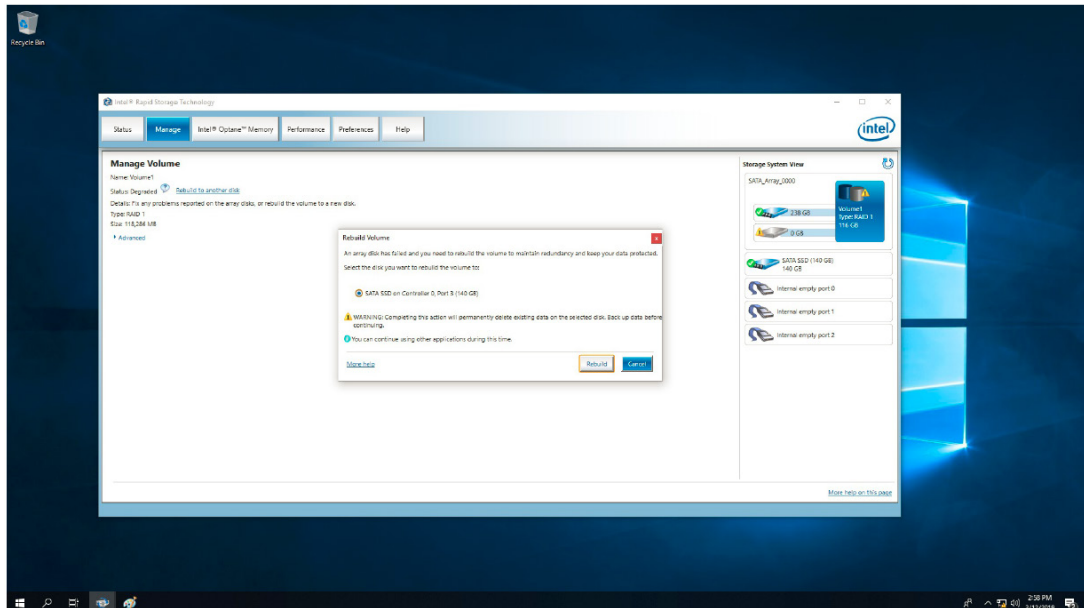 Recycle Bin
Intel® Rapid Storage Technology
Status
Manage
Intel® Optane™ Memory
Performance
Preferences
Help
intel
Manage Volume
Name: Volume1
Status: Degraded Rebuild to another disk
Details: Fix any problems reported on the array disks, or rebuild the volume to a new disk.
Type: RAID 1
Size: 118,284 MB
Advanced
Rebuild Volume
An array disk has failed and you need to rebuild the volume to maintain redundancy and keep your data protected.
Select the disk you want to rebuild the volume to:
SATA SSD on Controller 0, Port 3 (140 GB)
WARNING: Completing this action will permanently delete existing data on the selected disk. Back up data before
continuing.
You can continue using other applications during this time.
More help
Rebuild
Cancel
Storage System View
SATA_Array_0000
238 GB
0 GB
Volume1
Type: RAID 1
116 GB
SATA SSD (140 GB)
140 GB
Internal empty port 0
Internal empty port 1
Internal empty port 2
More help on this page
2:58 PM